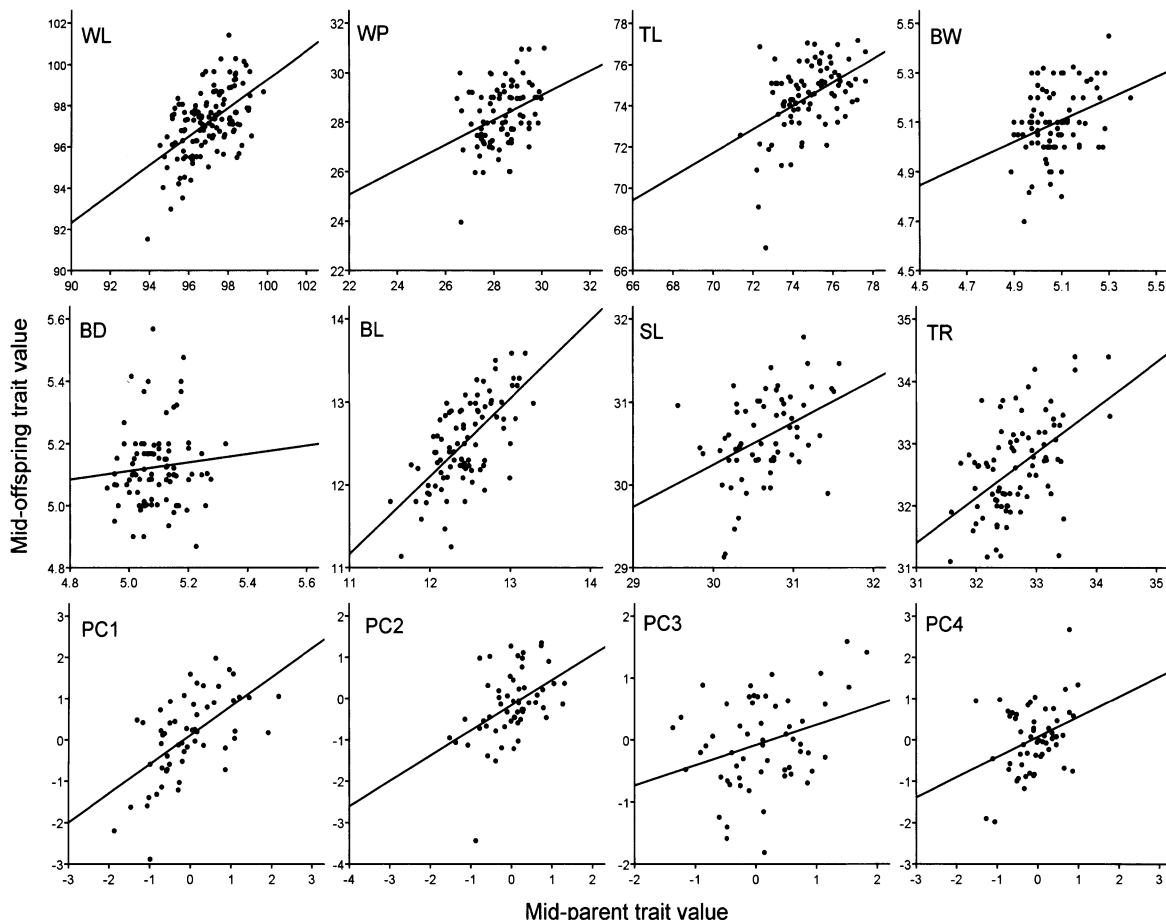 Mid-offspring trait value
WL
102
100
98
96
94
92
90
90 92 94 96 98 100 102
WP
32
30
28
26
24
22
22 24 26 28 30 32
TL
78
76
74
72
70
68
66
66 68 70 72 74 76 78
BW
5.5
5.3
5.1
4.9
4.7
4.5
4.5 4.7 4.9 5.1 5.3 5.5
BD
5.6
5.4
5.2
5.0
4.8
4.8 5.0 5.2 5.4 5.6
BL
14
13
12
11
11 12 13 14
SL
32
31
30
29
29 30 31 32
TR
35
34
33
32
31
31 32 33 34 35
PC1
3
2
1
0
-1
-2
-3
-3 -2 -1 0 1 2 3
PC2
2
1
-0
-1
-2
-3
-4
-4 -3 -2 -1 0 1 2
PC3
2
1
0
-1
-2
-2 -1 0 1 2
PC4
3
2
1
0
-1
-2
-3
-3 -2 -1 0 1 2 3
Mid-parent trait value